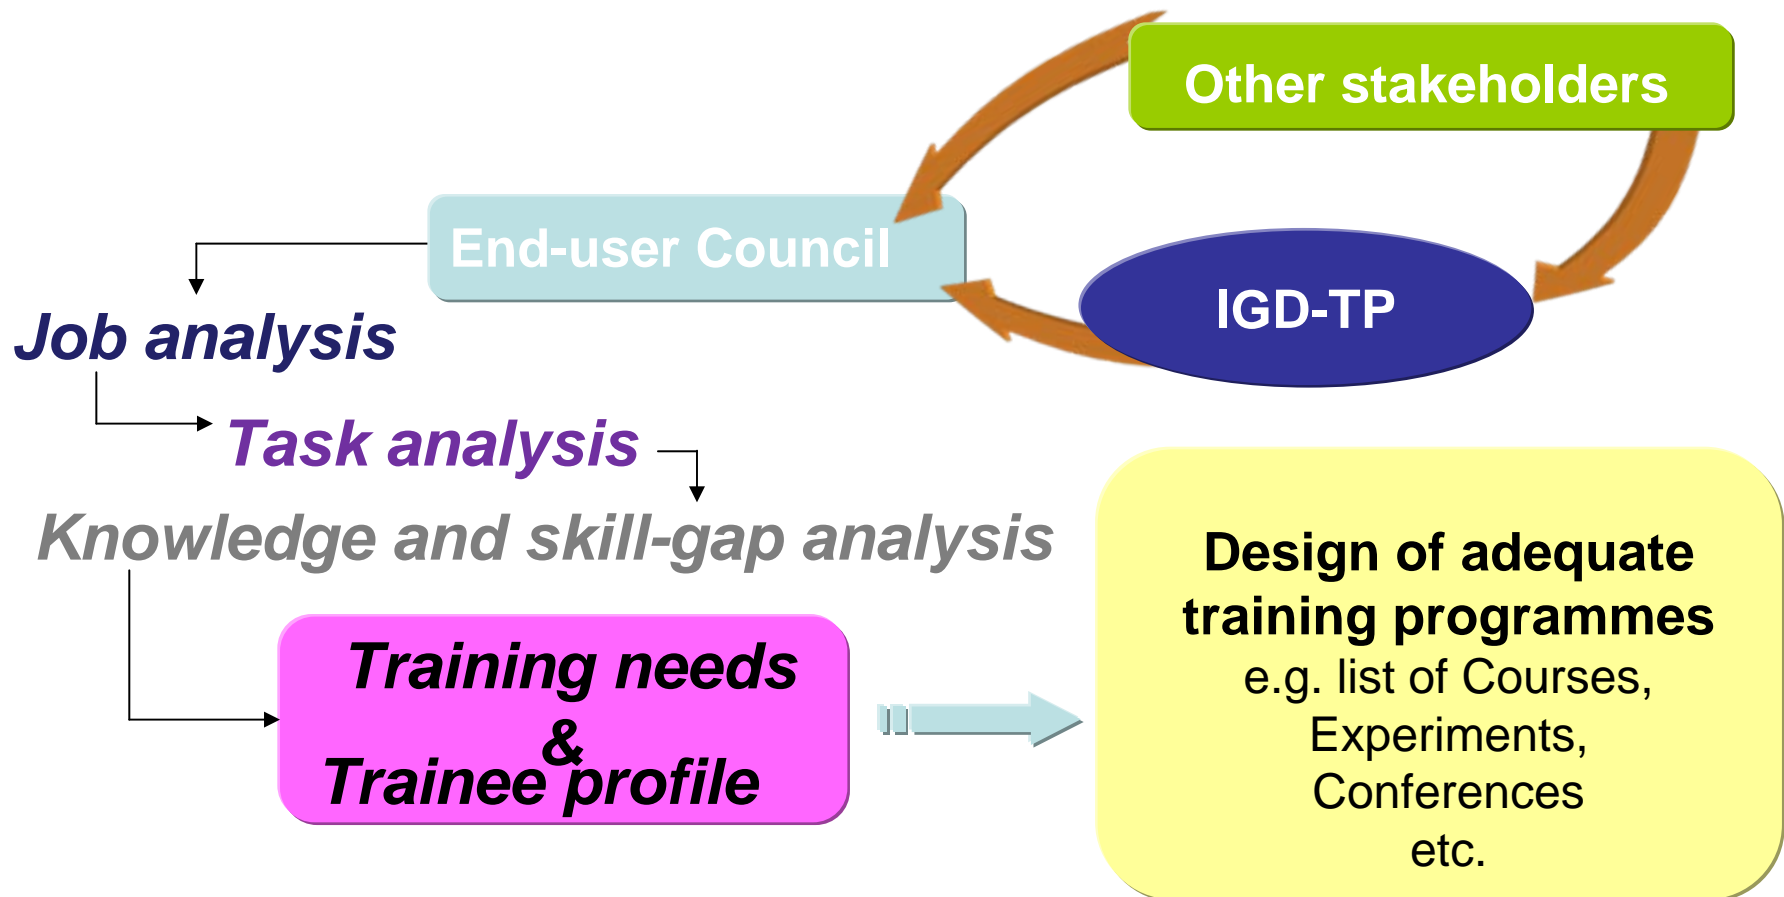 Other stakeholders
End-user Council
IGD-TP
Job analysis
Task analysis
Knowledge and skill-gap analysis
Training needs
&
Trainee profile
Design of adequate
training programmes
e.g. list of Courses,
Experiments,
Conferences
etc.